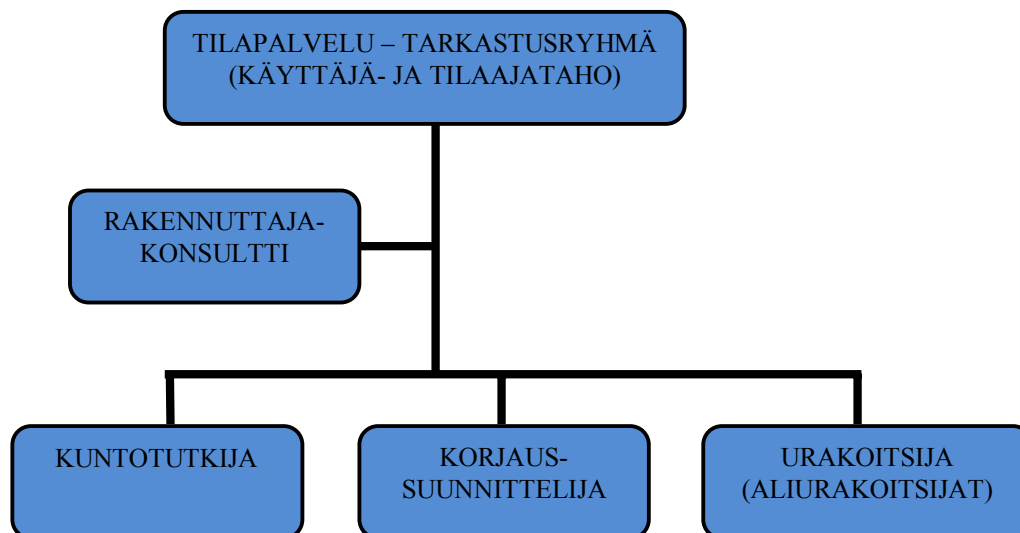 TILAPALVELU – TARKASTUSRYHMÄ
(KÄYTTÄJÄ- JA TILAAJATAHO)
RAKENNUTTAJA-
KONSULTTI
KUNTOTUTKIJA
KORJAUS-
SUUNNITTELIJA
URAKOITSIJA
(ALIURAKOITSIJAT)